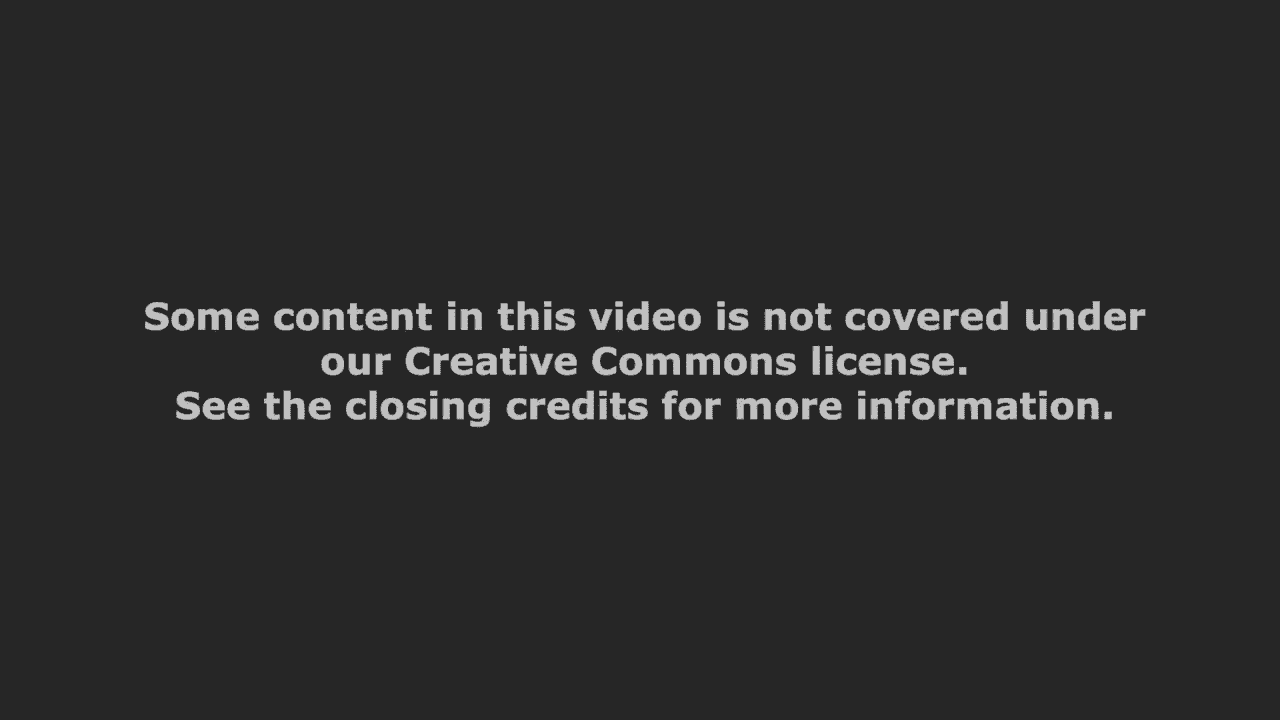 Some content in this video is not covered under
our Creative Commons license.
See the closing credits for more information.